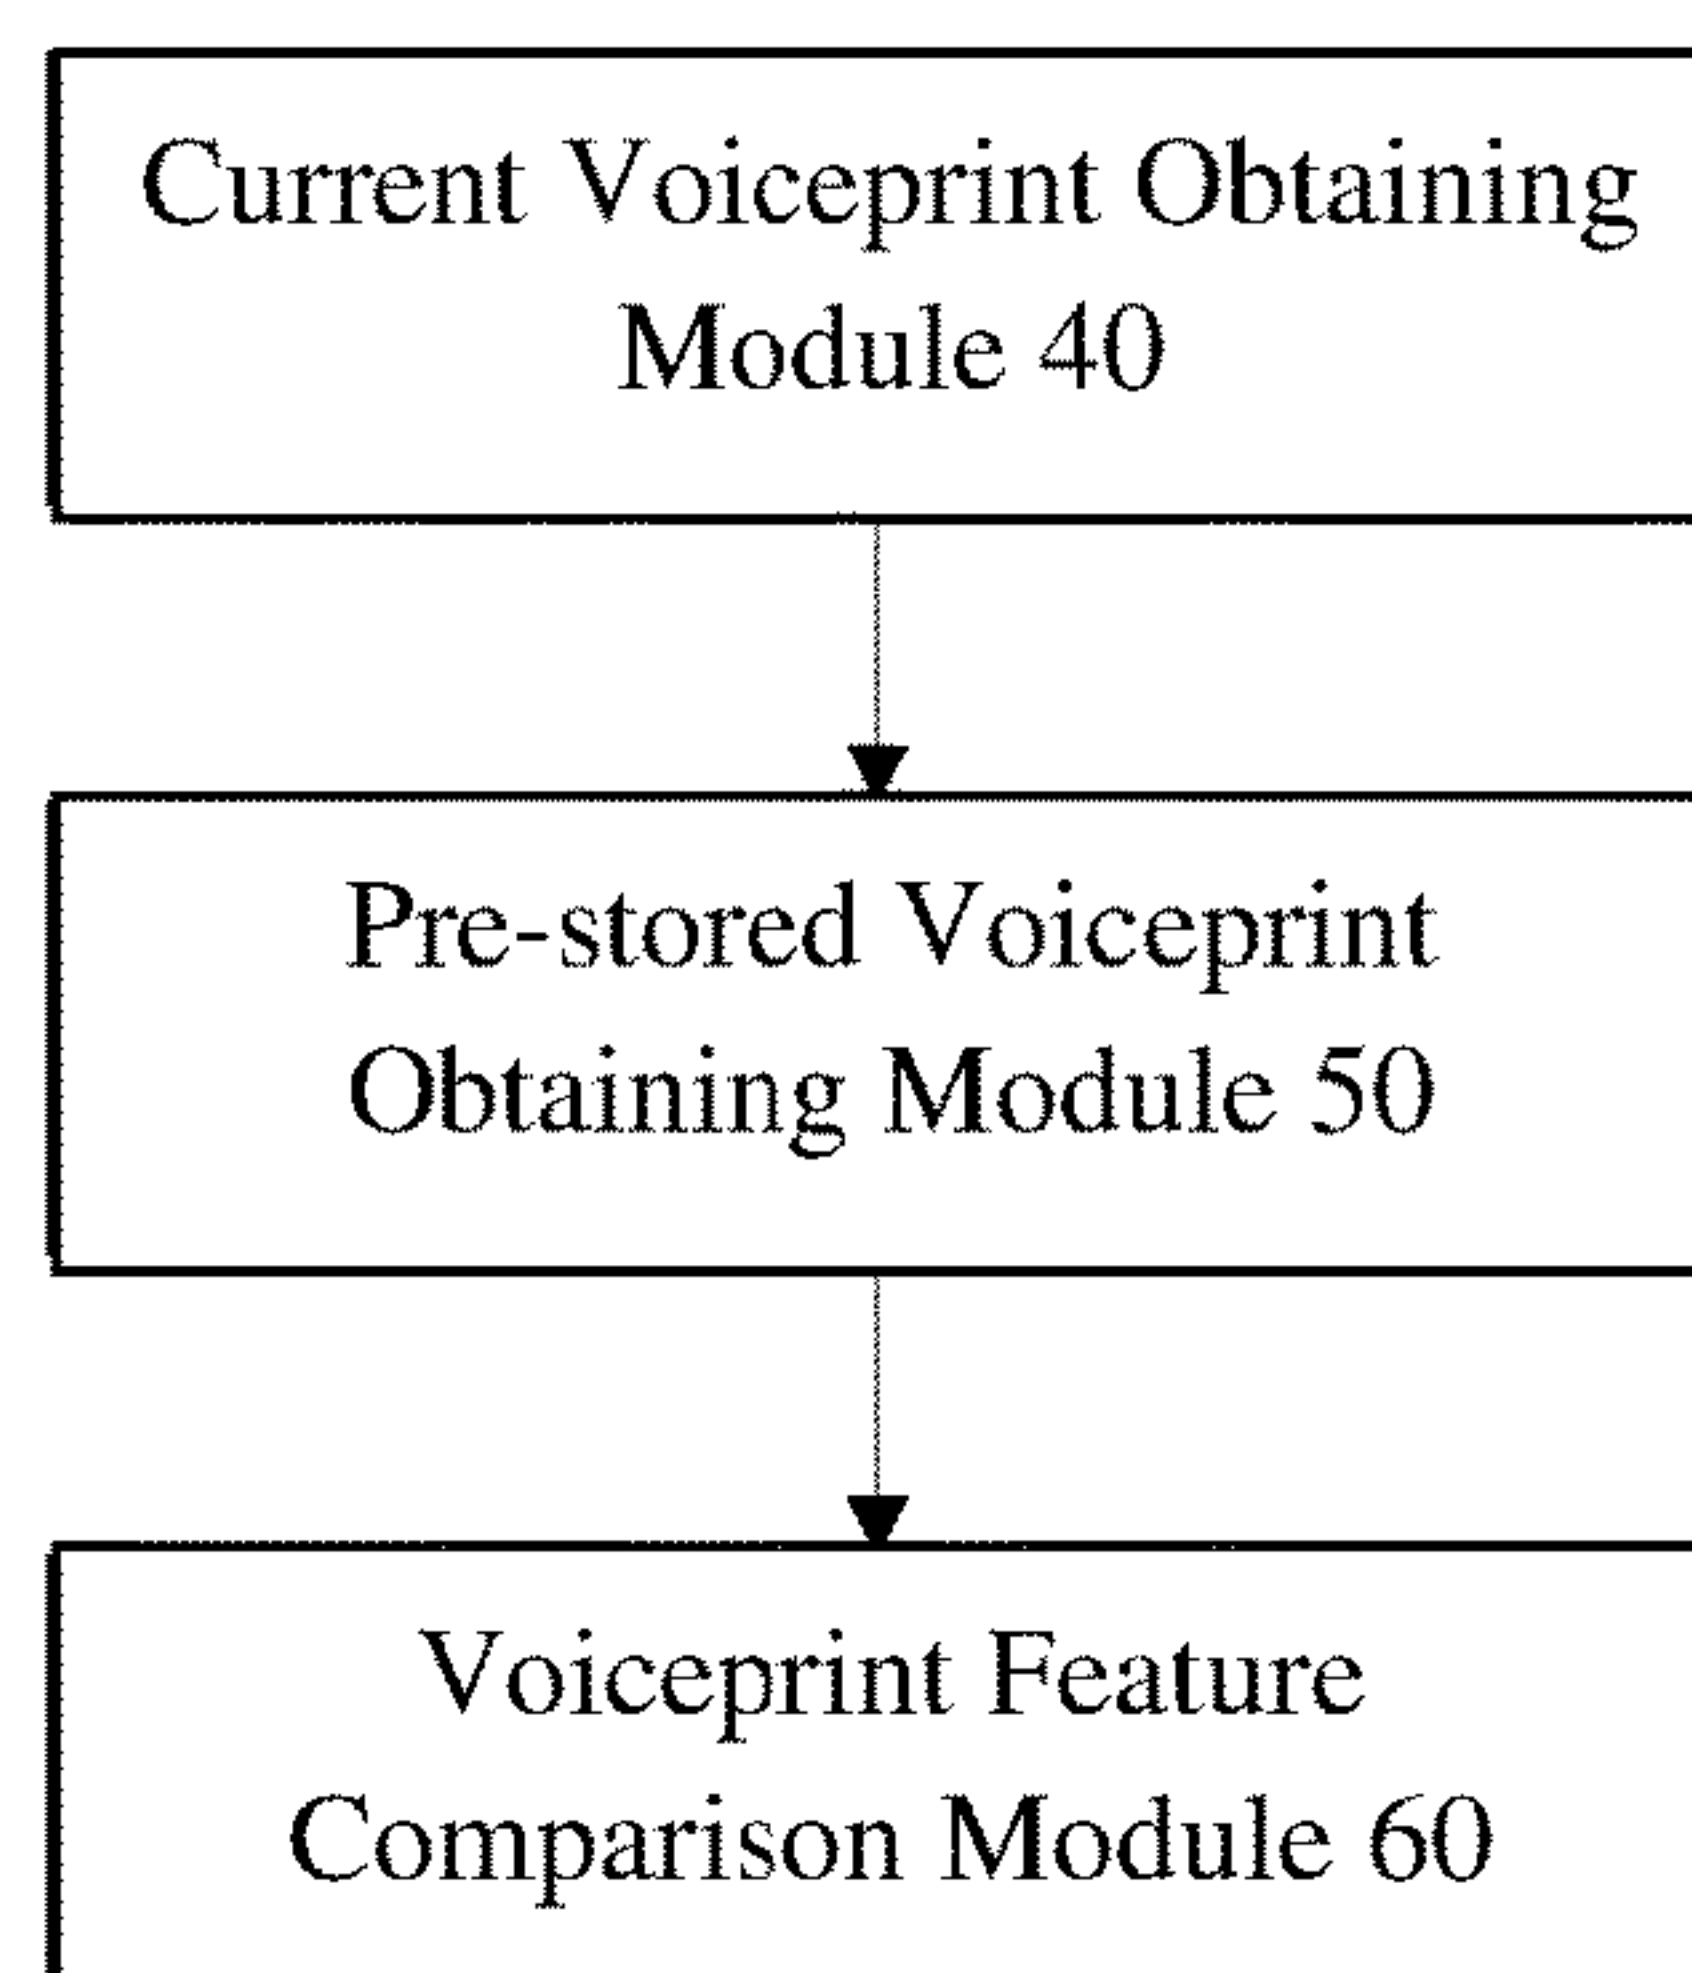 Current Voiceprint Obtaining
Module 40
Pre-stored Voiceprint
Obtaining Module 50
Voiceprint Feature
Comparison Module 60